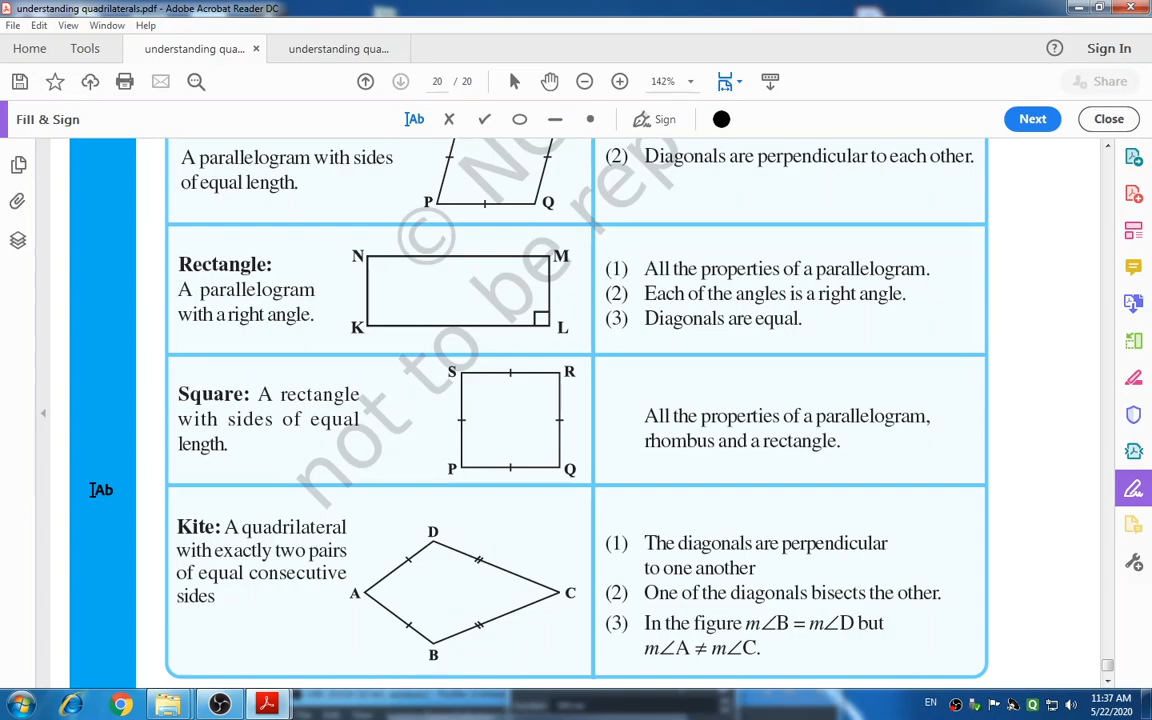 understanding quadrilaterals.pdf - Adobe Acrobat Reader DC
File Edit View Window Help
Home Tools understanding qua... × understanding qua... Sign In
20 / 20 142% Share
Fill & Sign Ab Sign Next Close
A parallelogram with sides
of equal length.
P Q
(2) Diagonals are perpendicular to each other.
Rectangle:
A parallelogram
with a right angle.
N M
K L
(1) All the properties of a parallelogram.
(2) Each of the angles is a right angle.
(3) Diagonals are equal.
Square: A rectangle
with sides of equal
length.
S R
P Q
All the properties of a parallelogram,
rhombus and a rectangle.
Kite: A quadrilateral
with exactly two pairs
of equal consecutive
sides
D
A C
B
(1) The diagonals are perpendicular
to one another
(2) One of the diagonals bisects the other.
(3) In the figure m∠B = m∠D but
m∠A ≠ m∠C.
Ab
©
not to be rep
EN
11:37 AM
5/22/2020